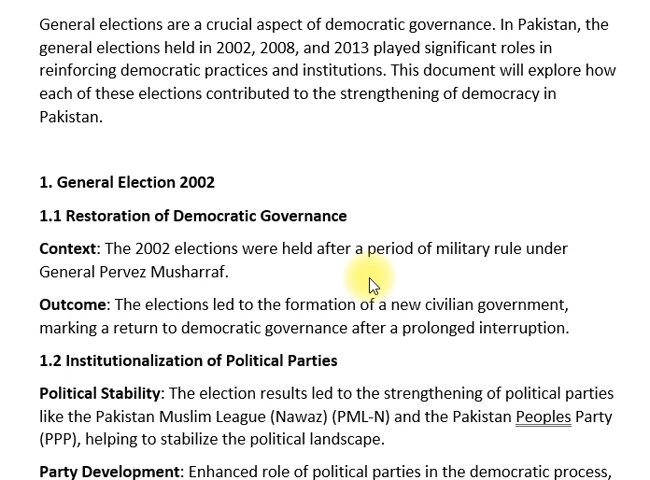 General elections are a crucial aspect of democratic governance. In Pakistan, the
general elections held in 2002, 2008, and 2013 played significant roles in
reinforcing democratic practices and institutions. This document will explore how
each of these elections contributed to the strengthening of democracy in
Pakistan.
1. General Election 2002
1.1 Restoration of Democratic Governance
Context: The 2002 elections were held after a period of military rule under
General Pervez Musharraf.
Outcome: The elections led to the formation of a new civilian government,
marking a return to democratic governance after a prolonged interruption.
1.2 Institutionalization of Political Parties
Political Stability: The election results led to the strengthening of political parties
like the Pakistan Muslim League (Nawaz) (PML-N) and the Pakistan Peoples Party
(PPP), helping to stabilize the political landscape.
Party Development: Enhanced role of political parties in the democratic process,